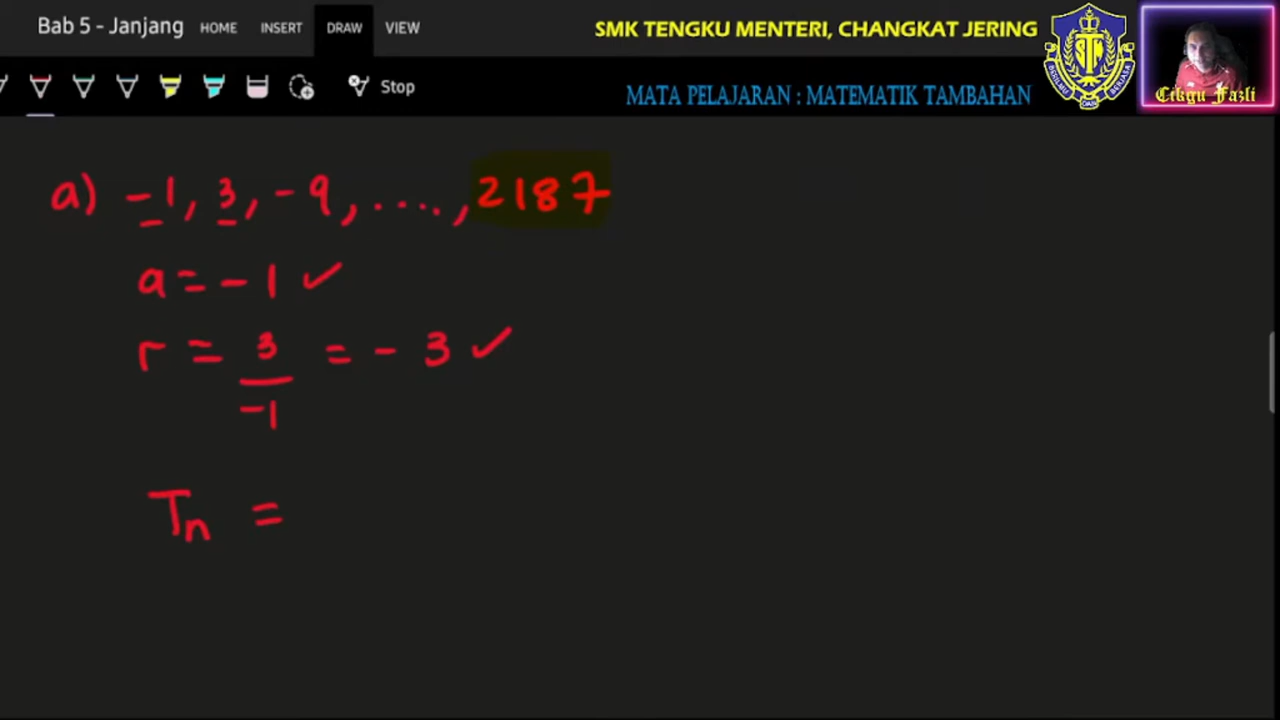 Bab 5 - Janjang HOME INSERT DRAW VIEW
SMK TENGKU MENTERI, CHANGKAT JERING
Stop
MATA PELAJARAN : MATEMATIK TAMBAHAN
Cikgu Fazli
a) -1, 3, -9, ...., 2187
a = -1 ✓
r = 3/-1 = -3 ✓
Tn =